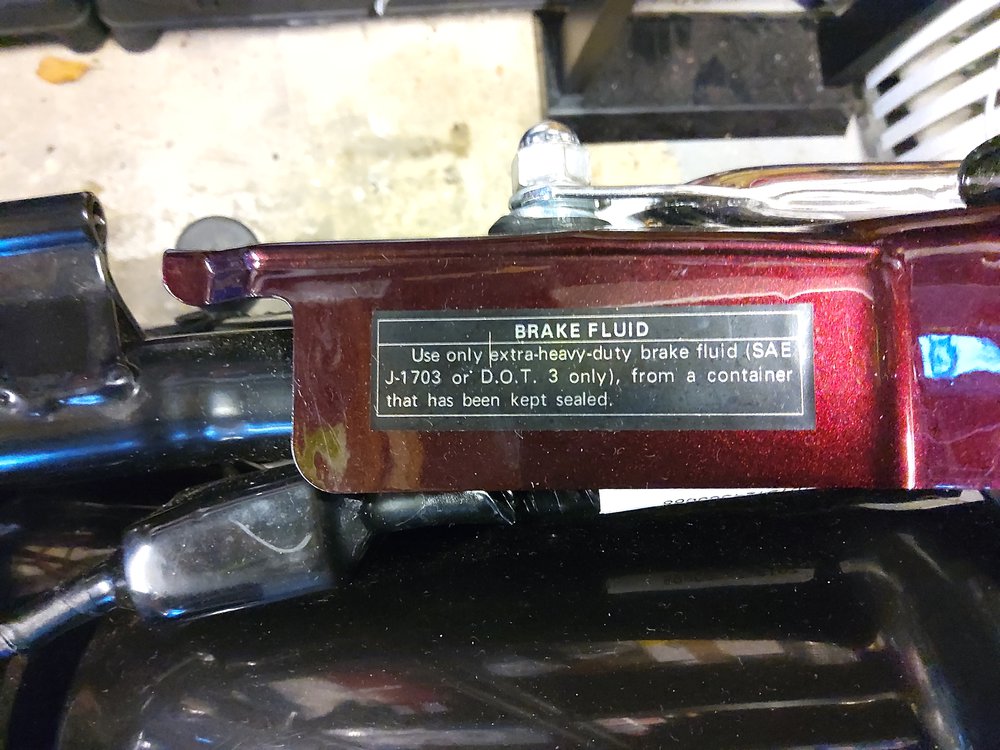 BRAKE FLUID
Use only extra-heavy-duty brake fluid (SAE
J-1703 or D.O.T. 3 only), from a container
that has been kept sealed.